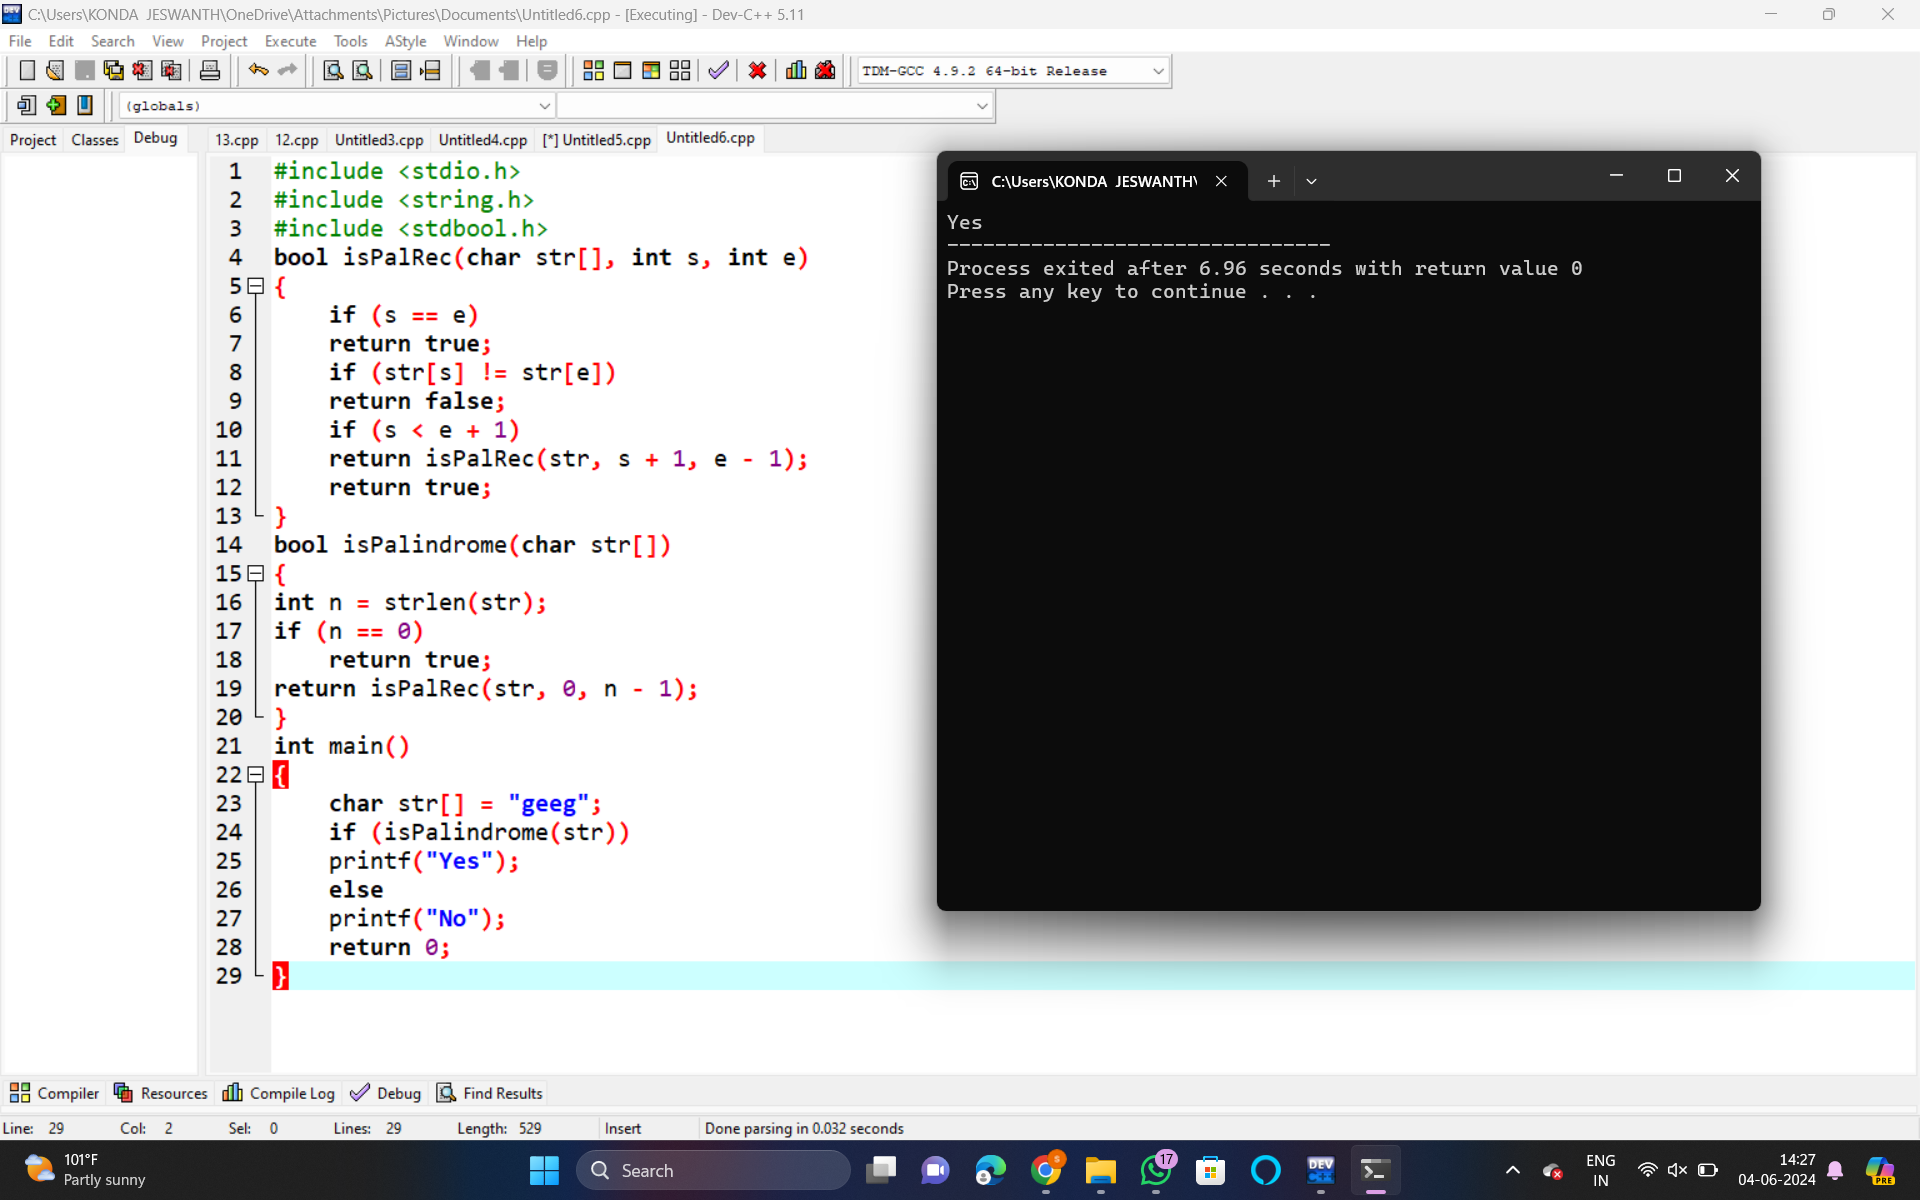 C:\Users\KONDA  JESWANTH\OneDrive\Attachments\Pictures\Documents\Untitled6.cpp - [Executing] - Dev-C++ 5.11
File Edit Search View Project Execute Tools AStyle Window Help
TDM-GCC 4.9.2 64-bit Release
(globals)
Project Classes Debug 13.cpp 12.cpp Untitled3.cpp Untitled4.cpp [*] Untitled5.cpp Untitled6.cpp
1 #include <stdio.h>
2 #include <string.h>
3 #include <stdbool.h>
4 bool isPalRec(char str[], int s, int e)
5 {
6     if (s == e)
7     return true;
8     if (str[s] != str[e])
9     return false;
10     if (s < e + 1)
11     return isPalRec(str, s + 1, e - 1);
12     return true;
13 }
14 bool isPalindrome(char str[])
15 {
16 int n = strlen(str);
17 if (n == 0)
18     return true;
19 return isPalRec(str, 0, n - 1);
20 }
21 int main()
22 {
23     char str[] = "geeg";
24     if (isPalindrome(str))
25     printf("Yes");
26     else
27     printf("No");
28     return 0;
29 }
C:\Users\KONDA  JESWANTH\
Yes
--------------------------------
Process exited after 6.96 seconds with return value 0
Press any key to continue . . .
Compiler Resources Compile Log Debug Find Results
Line: 29 Col: 2 Sel: 0 Lines: 29 Length: 529 Insert Done parsing in 0.032 seconds
101°F
Partly sunny
Search
S
17
DEV
C++
ENG
IN
14:27
04-06-2024
PRE